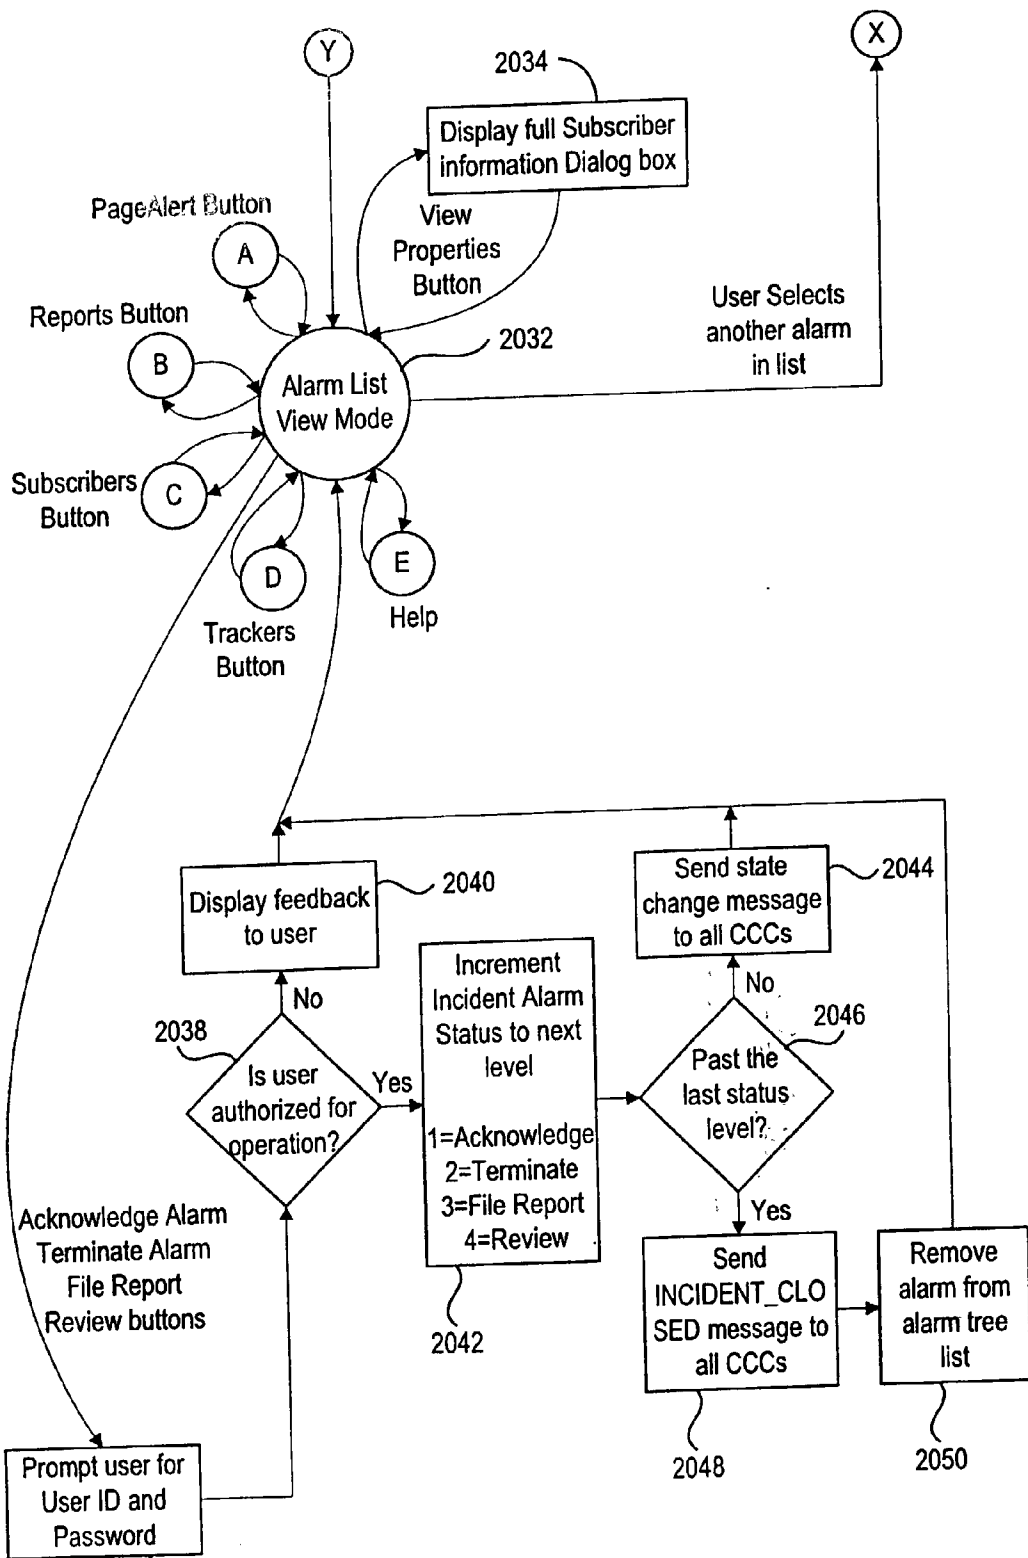 Y
X
2034
Display full Subscriber
information Dialog box
PageAlert Button
A
View
Properties
Button
Reports Button
B
2032
User Selects
another alarm
in list
Alarm List
View Mode
Subscribers
Button
C
D
E
Trackers
Button
Help
Display feedback
to user
2040
Send state
change message
to all CCCs
2044
No
2038
Is user
authorized for
operation?
Yes
Increment
Incident Alarm
Status to next
level
1=Acknowledge
2=Terminate
3=File Report
4=Review
2042
No
2046
Past the
last status
level?
Yes
Acknowledge Alarm
Terminate Alarm
File Report
Review buttons
Send
INCIDENT_CLO
SED message to
all CCCs
2048
Remove
alarm from
alarm tree
list
2050
Prompt user for
User ID and
Password